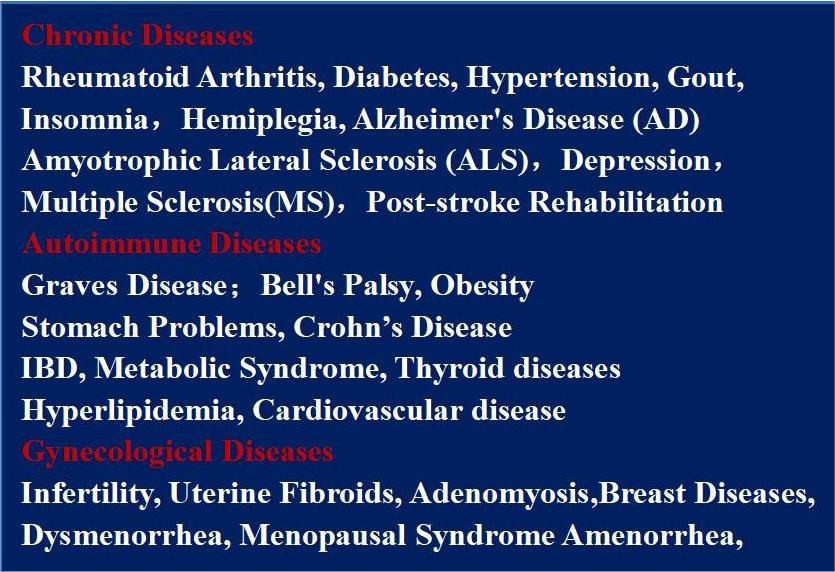 Chronic Diseases
Rheumatoid Arthritis, Diabetes, Hypertension, Gout,
Insomnia，Hemiplegia, Alzheimer's Disease (AD)
Amyotrophic Lateral Sclerosis (ALS)，Depression，
Multiple Sclerosis(MS)，Post-stroke Rehabilitation
Autoimmune Diseases
Graves Disease；Bell's Palsy, Obesity
Stomach Problems, Crohn’s Disease
IBD, Metabolic Syndrome, Thyroid diseases
Hyperlipidemia, Cardiovascular disease
Gynecological Diseases
Infertility, Uterine Fibroids, Adenomyosis,Breast Diseases,
Dysmenorrhea, Menopausal Syndrome Amenorrhea,